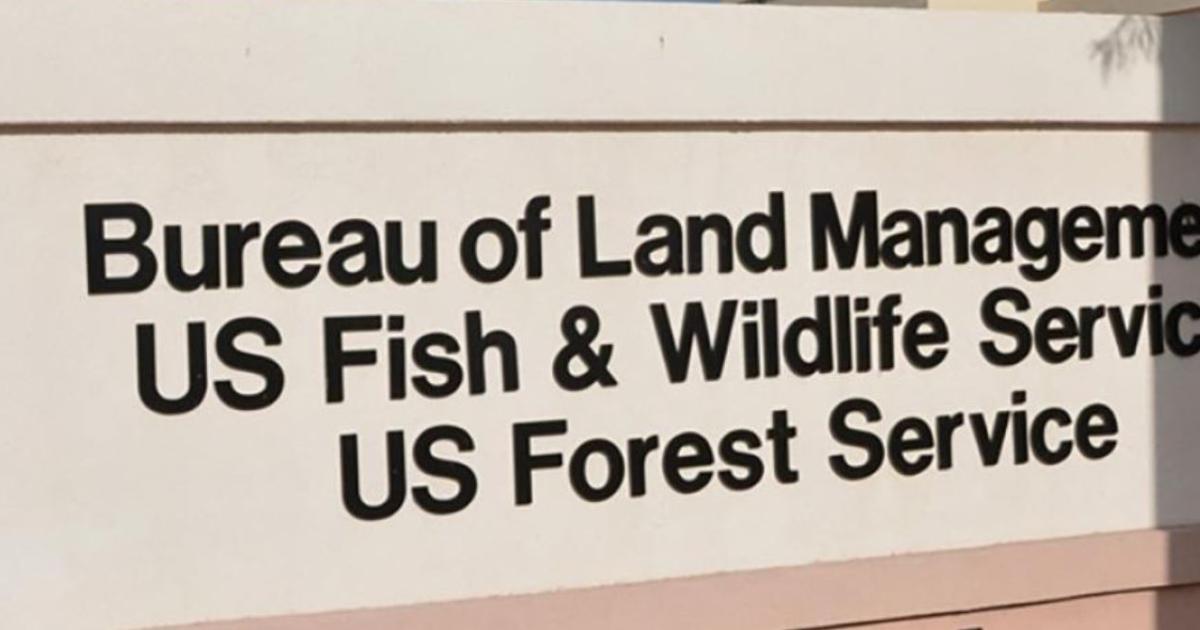 Bureau of Land Manageme
US Fish & Wildlife Servic
US Forest Service